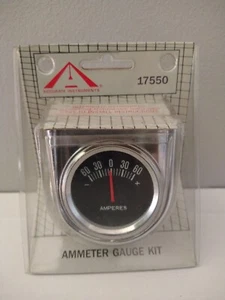 17550
60 30 0 30 60
AMPERES
AMMETER GAUGE KIT